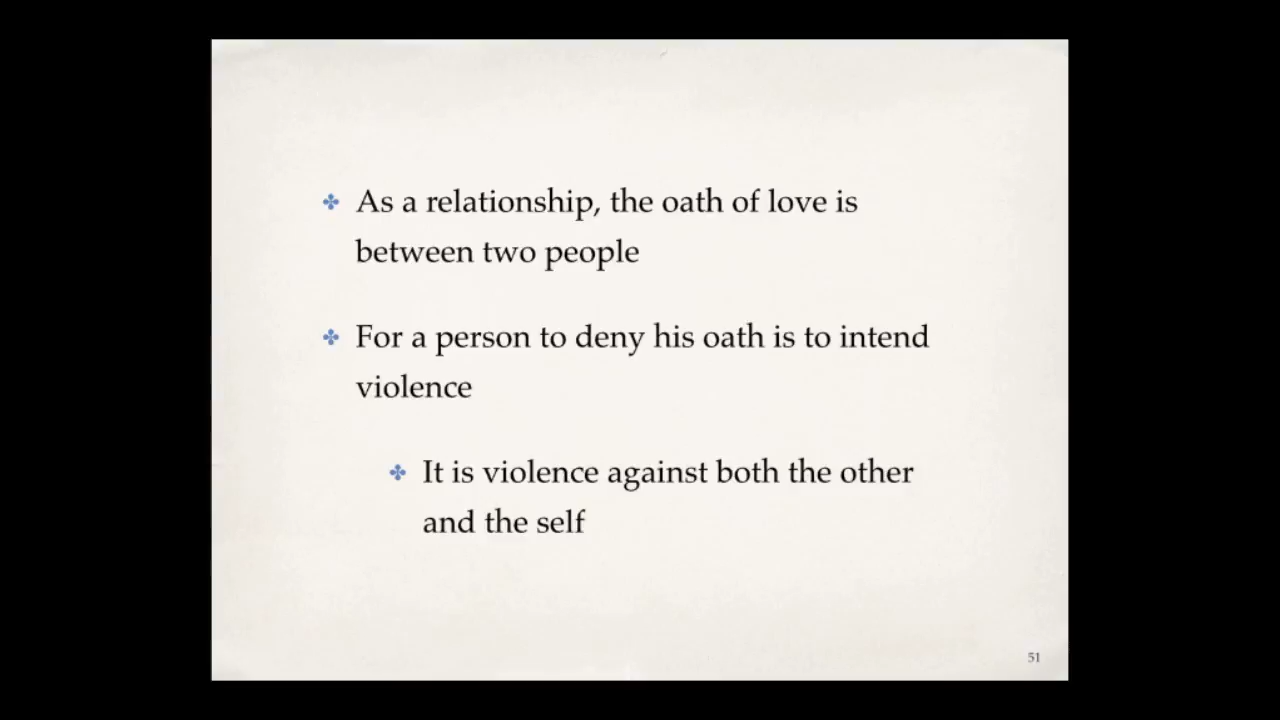 As a relationship, the oath of love is
between two people
For a person to deny his oath is to intend
violence
It is violence against both the other
and the self
51